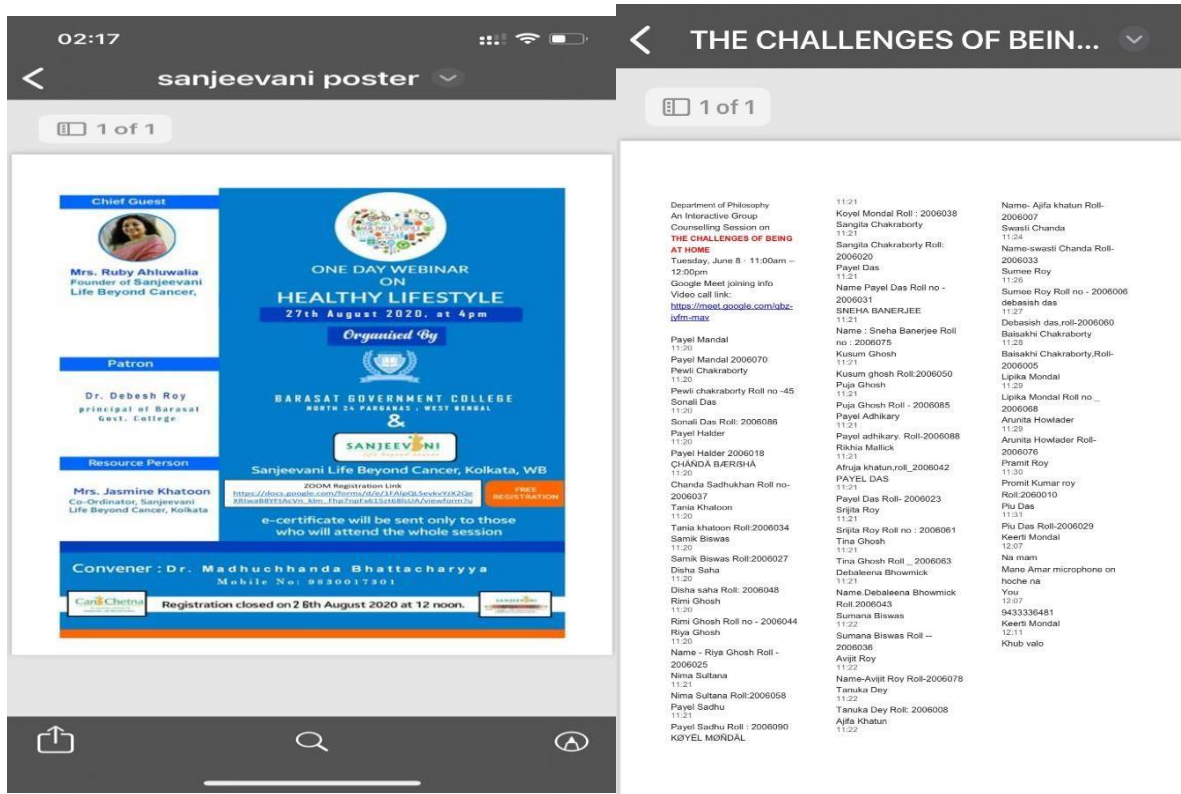 02:17
sanjeevani poster
1 of 1
Chief Guest
Mrs. Ruby Ahluwalia
Founder of Sanjeevani
Life Beyond Cancer,
Patron
Dr. Debesh Roy
principal of Barasat
Govt. College
Resource Person
Mrs. Jasmine Khatoon
Co-Ordinator, Sanjeevani
Life Beyond Cancer, Kolkata
ONE DAY WEBINAR
ON
HEALTHY LIFESTYLE
27th August 2020. at 4pm
Organised By
BARASAT GOVERNMENT COLLEGE
NORTH 24 PARGANAS, WEST BENGAL
&
SANJEEVANI
Life Beyond Cancer
Sanjeevani Life Beyond Cancer, Kolkata, WB
ZOOM Registration Link
FREE
REGISTRATION
e-certificate will be sent only to those
who will attend the whole session
Convener : Dr. Madhuchhanda Bhattacharyya
Mobile No: 9830017301
Can Chetna
Registration closed on 26th August 2020 at 12 noon.
THE CHALLENGES OF BEIN...
1 of 1
Department of Philosophy
An Interactive Group
Counselling Session on
THE CHALLENGES OF BEING
AT HOME
Tuesday, June 8 · 11:00am –
12:00pm
Google Meet joining info
Video call link:
https://meet.google.com/qbz-
jyfm-mav
Payel Mandal
11:20
Payel Mandal 2006070
Pewli Chakraborty
11:20
Pewli chakraborty Roll no -45
Sonali Das
11:20
Sonali Das Roll: 2006086
Payel Halder
11:20
Payel Halder 2006018
ÇHÂÑDÂ BÆRẞHÀ
11:20
Chanda Sadhukhan Roll no-
2006037
Tania Khatoon
11:20
Tania khatoon Roll:2006034
Samik Biswas
11:20
Samik Biswas Roll:2006027
Disha Saha
11:20
Disha saha Roll: 2006048
Rimi Ghosh
11:20
Rimi Ghosh Roll no - 2006044
Riya Ghosh
11:20
Name - Riya Ghosh Roll -
2006025
Nima Sultana
11:21
Nima Sultana Roll:2006058
Payel Sadhu
11:21
Payel Sadhu Roll : 2006090
KØYËL MØÑDÅL
11:21
Koyel Mondal Roll : 2006038
Sangita Chakraborty
11:21
Sangita Chakraborty Roll:
2006020
Payel Das
11:21
Name Payel Das Roll no -
2006031
SNEHA BANERJEE
11:21
Name : Sneha Banerjee Roll
no : 2006075
Kusum Ghosh
11:21
Kusum ghosh Roll:2006050
Puja Ghosh
11:21
Puja Ghosh Roll - 2006085
Payel Adhikary
11:21
Payel adhikary. Roll-2006088
Rikhia Mallick
11:21
Afruja khatun,roll_2006042
PAYEL DAS
11:21
Payel Das Roll- 2006023
Srijita Roy
11:21
Srijita Roy Roll no : 2006061
Tina Ghosh
11:21
Tina Ghosh Roll _ 2006063
Debaleena Bhowmick
11:21
Name.Debaleena Bhowmick
Roll.2006043
Sumana Biswas
11:22
Sumana Biswas Roll --
2006036
Avijit Roy
11:22
Name-Avijit Roy Roll-2006078
Tanuka Dey
11:22
Tanuka Dey Roll: 2006008
Ajifa Khatun
11:22
Name- Ajifa khatun Roll-
2006007
Swasti Chanda
11:24
Name-swasti Chanda Roll-
2006033
Sumee Roy
11:26
Sumee Roy Roll no - 2006006
debasish das
11:27
Debasish das,roll-2006060
Baisakhi Chakraborty
11:28
Baisakhi Chakraborty,Roll-
2006005
Lipika Mondal
11:29
Lipika Mondal Roll no _
2006068
Arunita Howlader
11:29
Arunita Howlader Roll-
2006076
Pramit Roy
11:30
Promit Kumar roy
Roll:2060010
Piu Das
11:31
Piu Das Roll-2006029
Keerti Mondal
12:07
Na mam
Mane Amar microphone on
hoche na
You
12:07
9433336481
Keerti Mondal
12:11
Khub valo